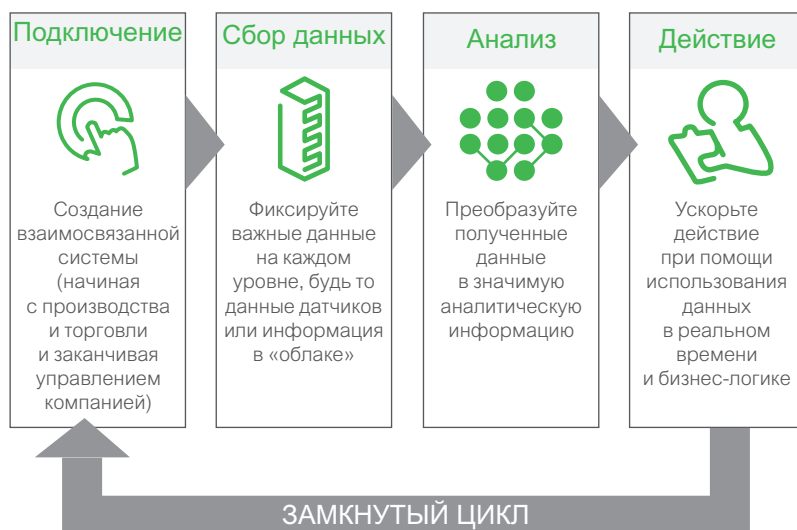 Подключение
Создание
взаимосвязанной
системы
(начиная
с производства
и торговли
и заканчивая
управлением
компанией)
Сбор данных
Фиксируйте
важные данные
на каждом
уровне, будь то
данные датчиков
или информация
в «облаке»
Анализ
Преобразуйте
полученные
данные
в значимую
аналитическую
информацию
Действие
Ускорьте
действие
при помощи
использования
данных
в реальном
времени
и бизнес-логике
ЗАМКНУТЫЙ ЦИКЛ